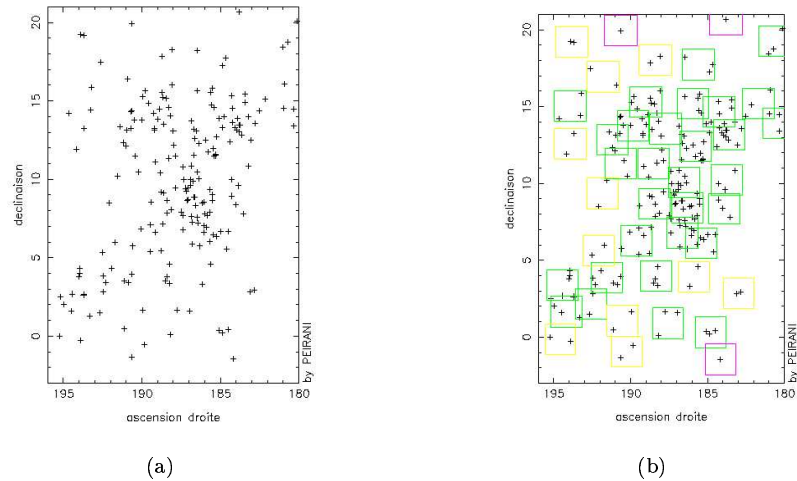 20
15
10
5
0
declinaison
195
190
185
180
ascension droite
by PEIRANI
(a)
20
15
10
5
0
declinaison
195
190
185
180
ascension droite
by PEIRANI
(b)